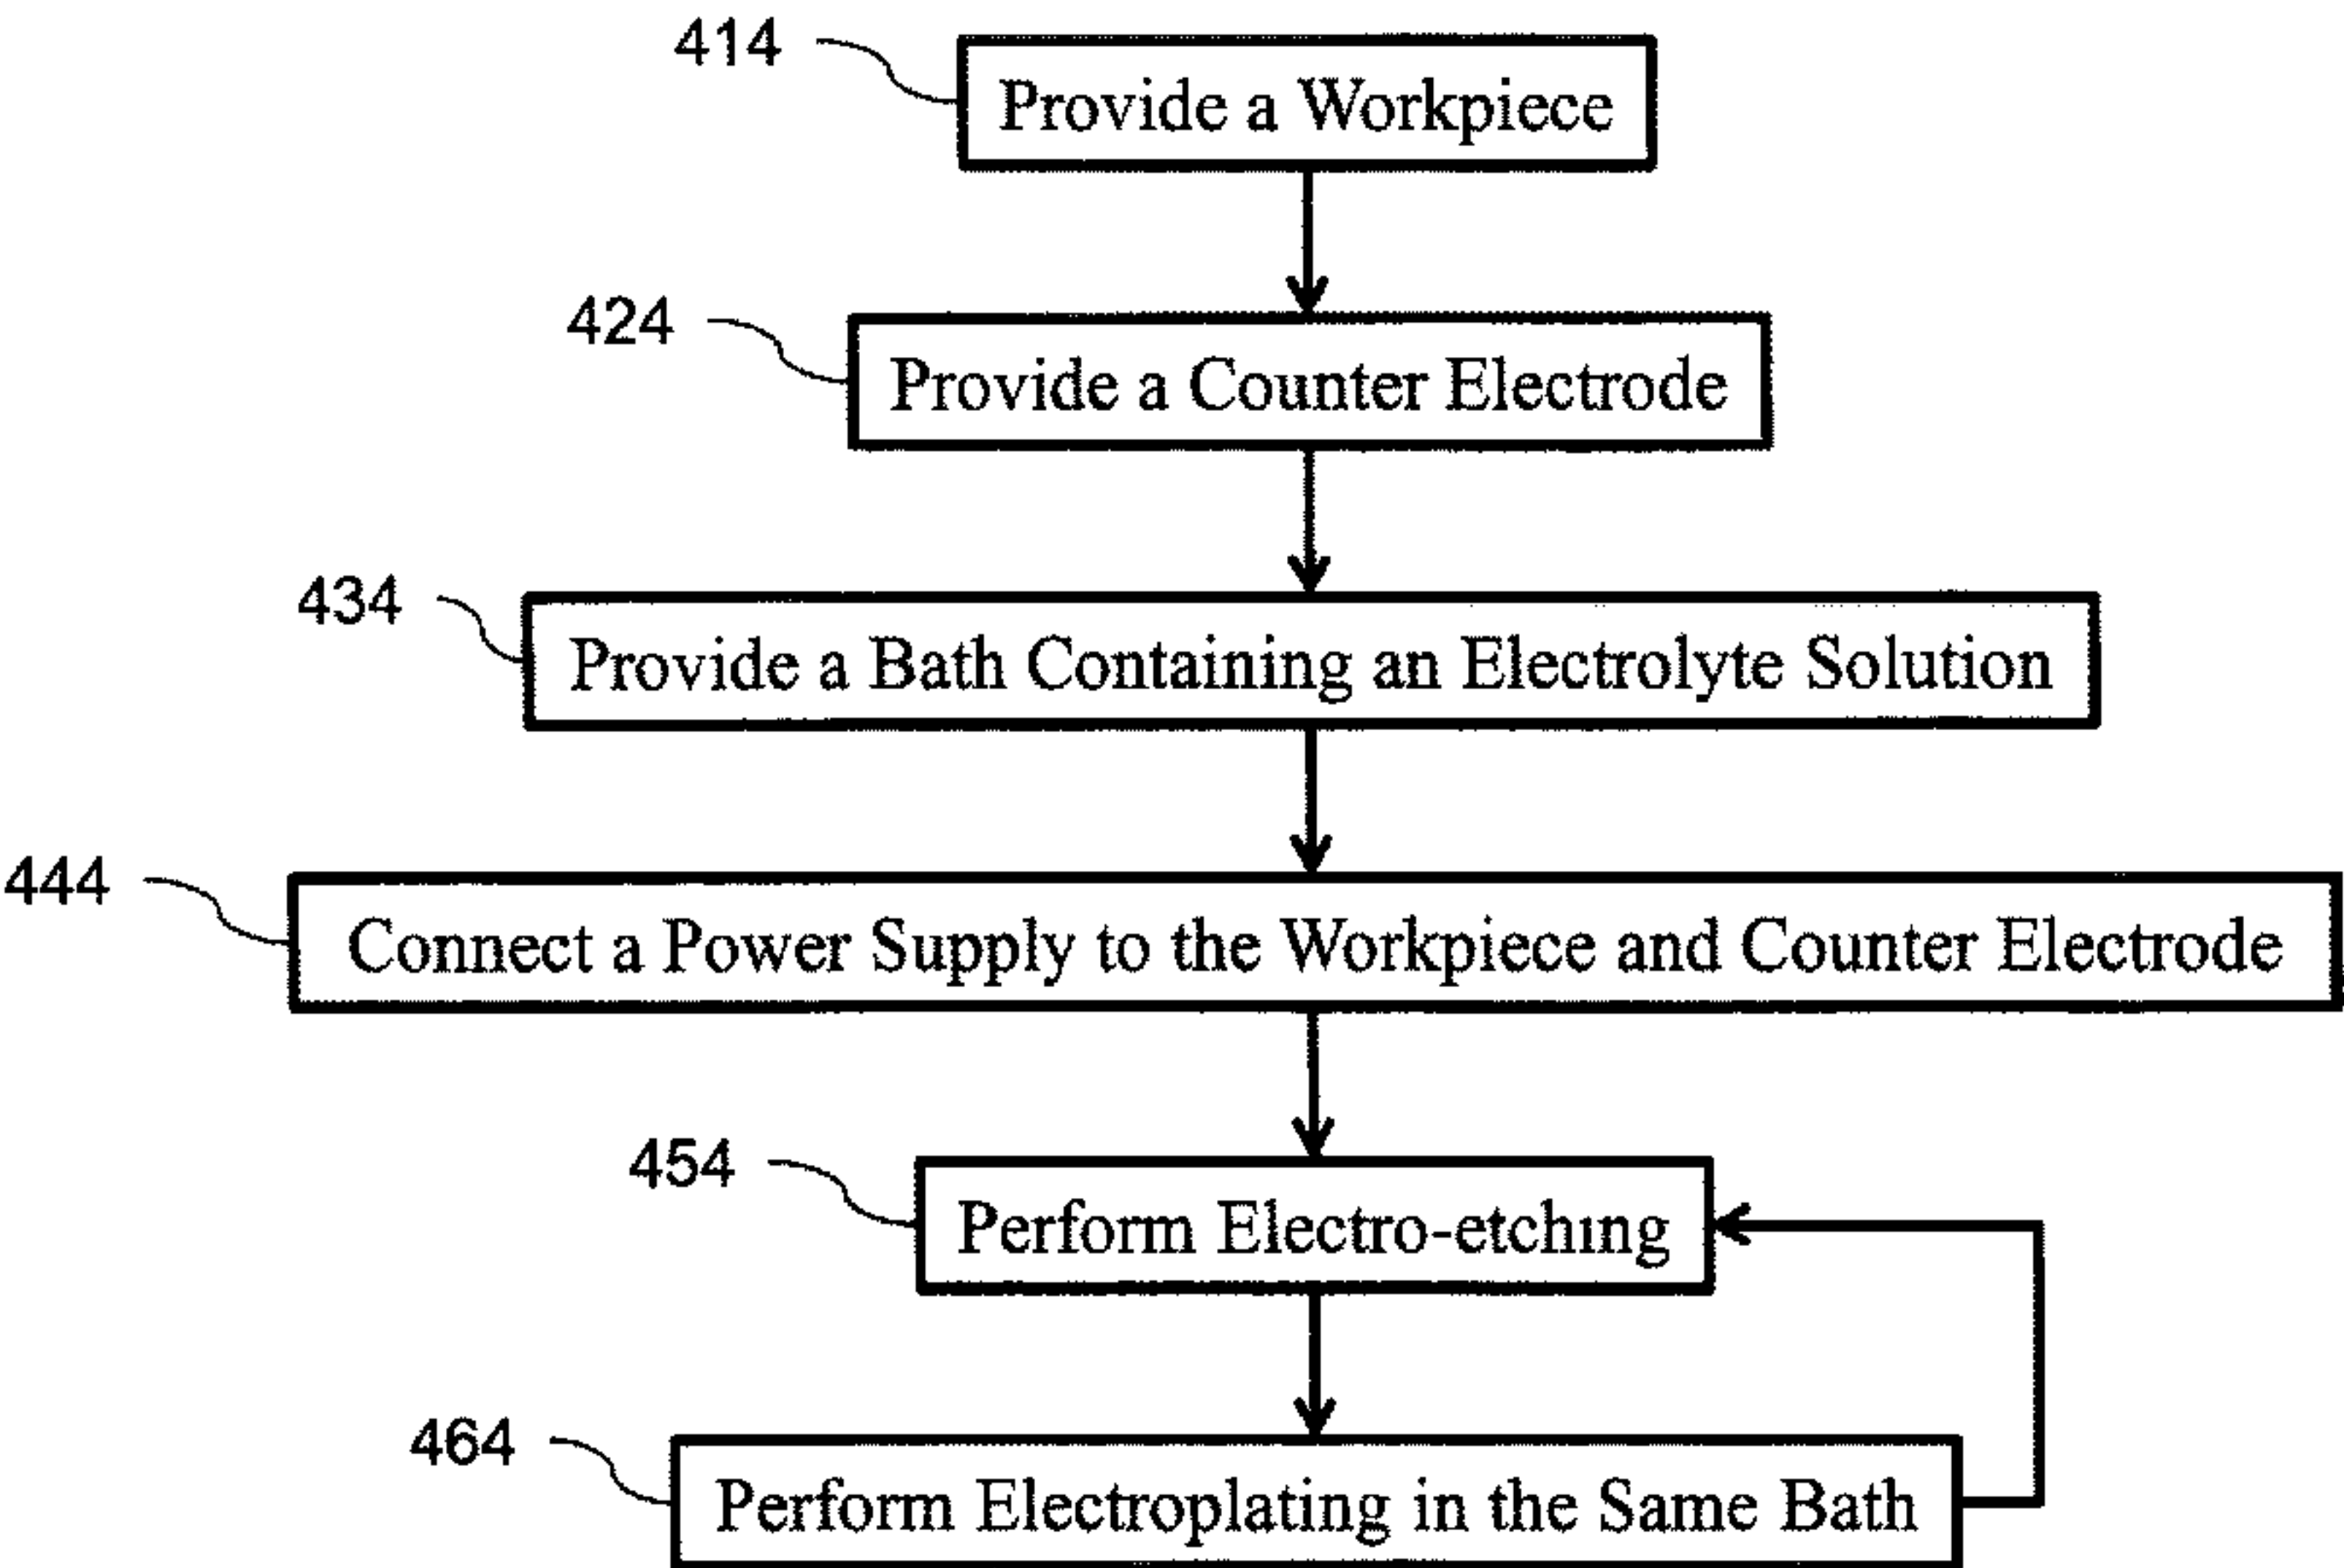 414
Provide a Workpiece
424
Provide a Counter Electrode
434
Provide a Bath Containing an Electrolyte Solution
444
Connect a Power Supply to the Workpiece and Counter Electrode
454
Perform Electro-etching
464
Perform Electroplating in the Same Bath